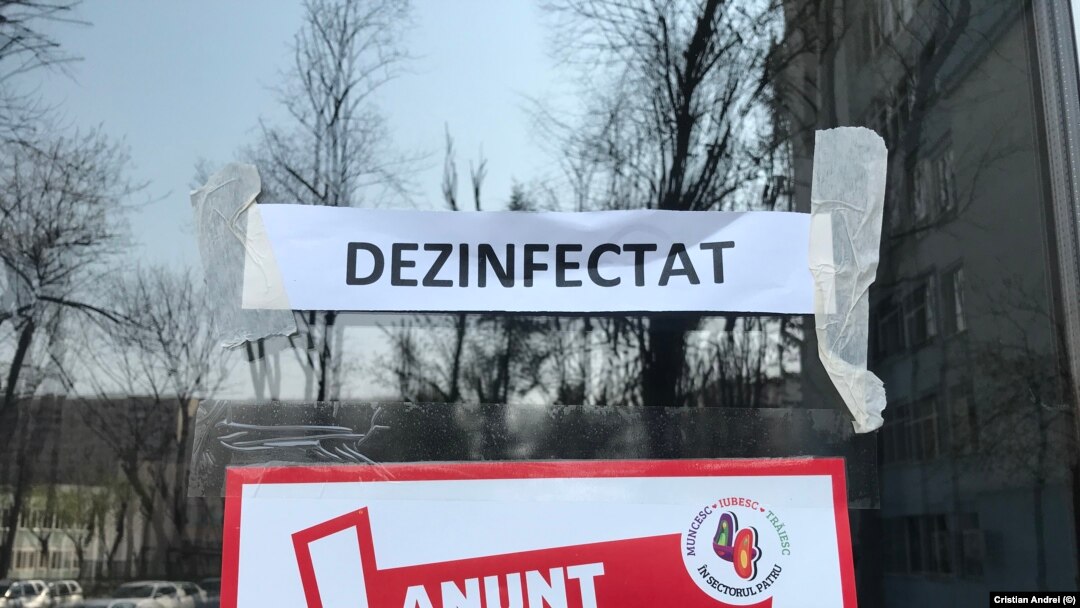 DEZINFECTAT
MUNCESC ♥ IUBESC ♥ TRĂIESC
ÎN SECTORUL PATRU
ANUNT
Cristian Andrei (©)